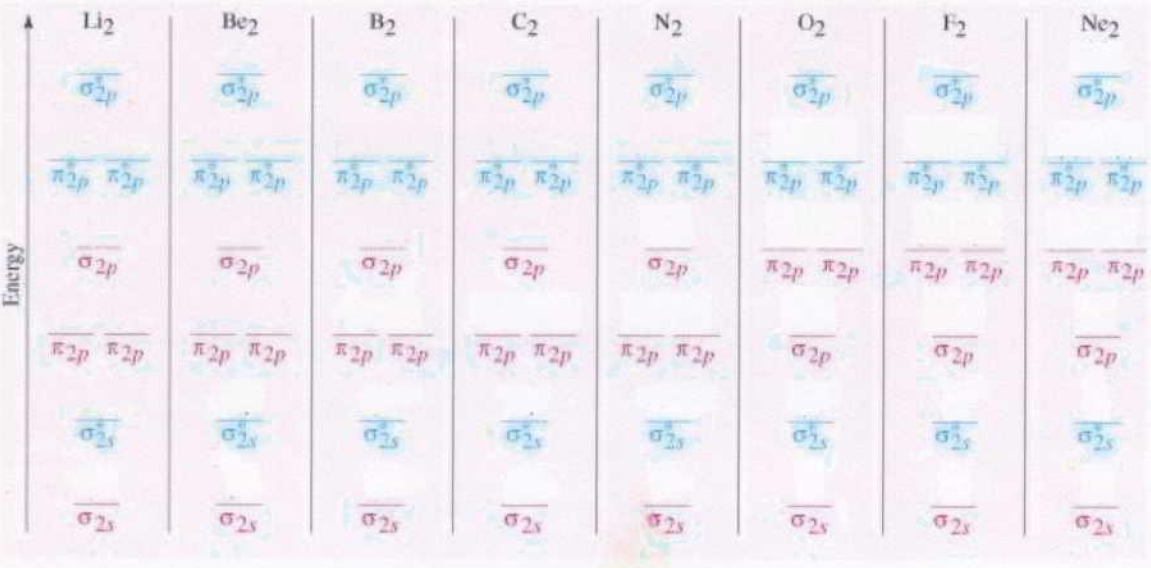 Li2 Be2 B2 C2 N2 O2 F2 Ne2
σ*2p σ*2p σ*2p σ*2p σ*2p σ*2p σ*2p σ*2p
π*2p π*2p π*2p π*2p π*2p π*2p π*2p π*2p π*2p π*2p π*2p π*2p π*2p π*2p π*2p π*2p
σ2p σ2p σ2p σ2p σ2p π2p π2p π2p π2p π2p π2p
Energy
π2p π2p π2p π2p π2p π2p π2p π2p π2p π2p σ2p σ2p σ2p
σ*2s σ*2s σ*2s σ*2s σ*2s σ*2s σ*2s σ*2s
σ2s σ2s σ2s σ2s σ2s σ2s σ2s σ2s